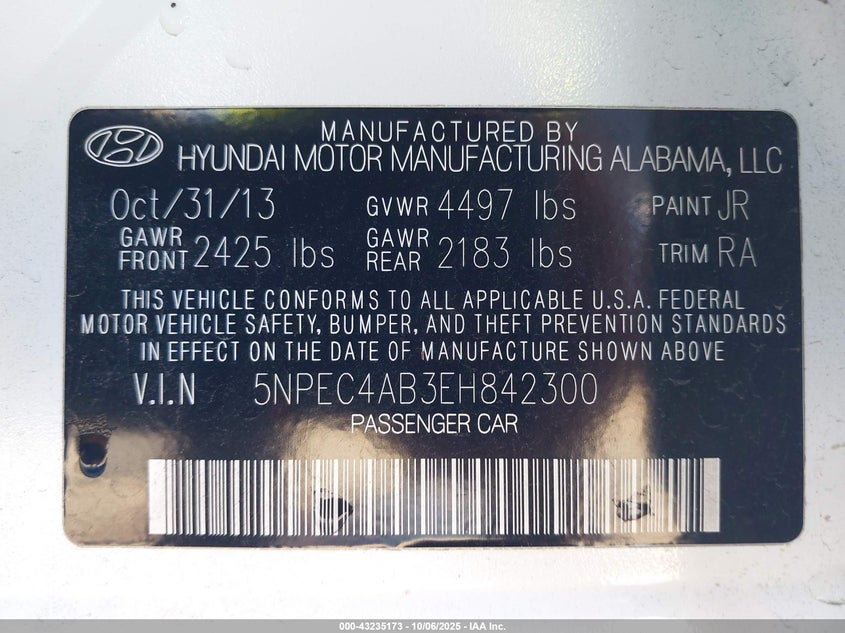 MANUFACTURED BY
HYUNDAI MOTOR MANUFACTURING ALABAMA, LLC
Oct/31/13 GVWR 4497 lbs PAINT JR
GAWR FRONT 2425 lbs GAWR REAR 2183 lbs TRIM RA
THIS VEHICLE CONFORMS TO ALL APPLICABLE U.S.A. FEDERAL
MOTOR VEHICLE SAFETY, BUMPER, AND THEFT PREVENTION STANDARDS
IN EFFECT ON THE DATE OF MANUFACTURE SHOWN ABOVE
V.I.N 5NPEC4AB3EH842300
PASSENGER CAR
000-43235173 - 10/06/2025 - IAA Inc.